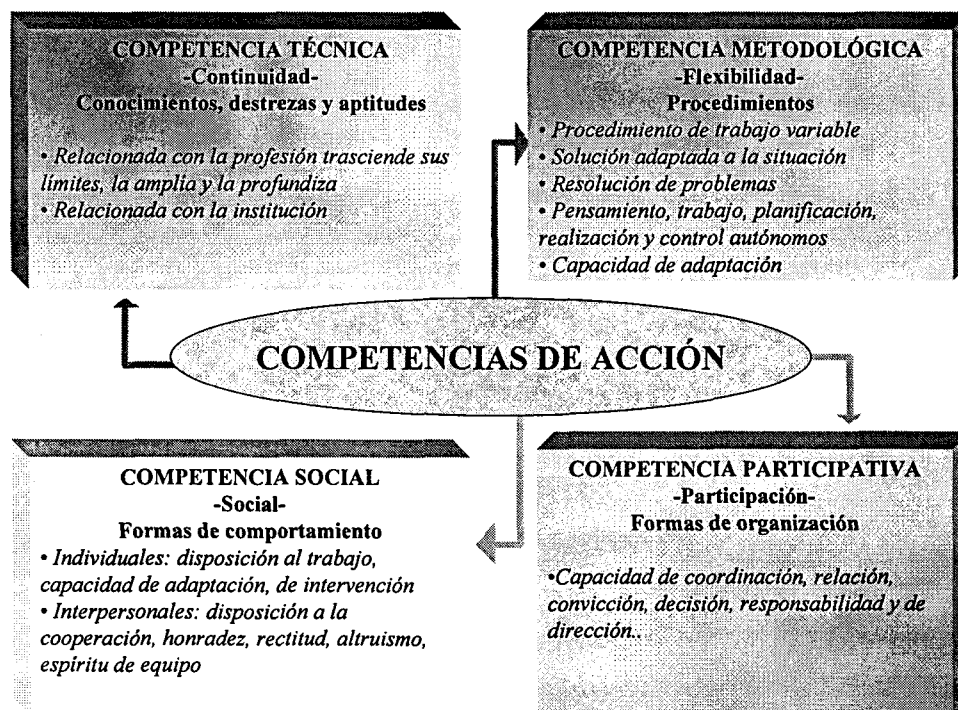 COMPETENCIA TÉCNICA
-Continuidad-
Conocimientos, destrezas y aptitudes
• Relacionada con la profesión trasciende sus
límites, la amplía y la profundiza
• Relacionada con la institución
COMPETENCIA METODOLÓGICA
-Flexibilidad-
Procedimientos
• Procedimiento de trabajo variable
• Solución adaptada a la situación
• Resolución de problemas
• Pensamiento, trabajo, planificación,
realización y control autónomos
• Capacidad de adaptación
COMPETENCIAS DE ACCIÓN
COMPETENCIA SOCIAL
-Social-
Formas de comportamiento
• Individuales: disposición al trabajo,
capacidad de adaptación, de intervención
• Interpersonales: disposición a la
cooperación, honradez, rectitud, altruismo,
espíritu de equipo
COMPETENCIA PARTICIPATIVA
-Participación-
Formas de organización
•Capacidad de coordinación, relación,
convicción, decisión, responsabilidad y de
dirección..